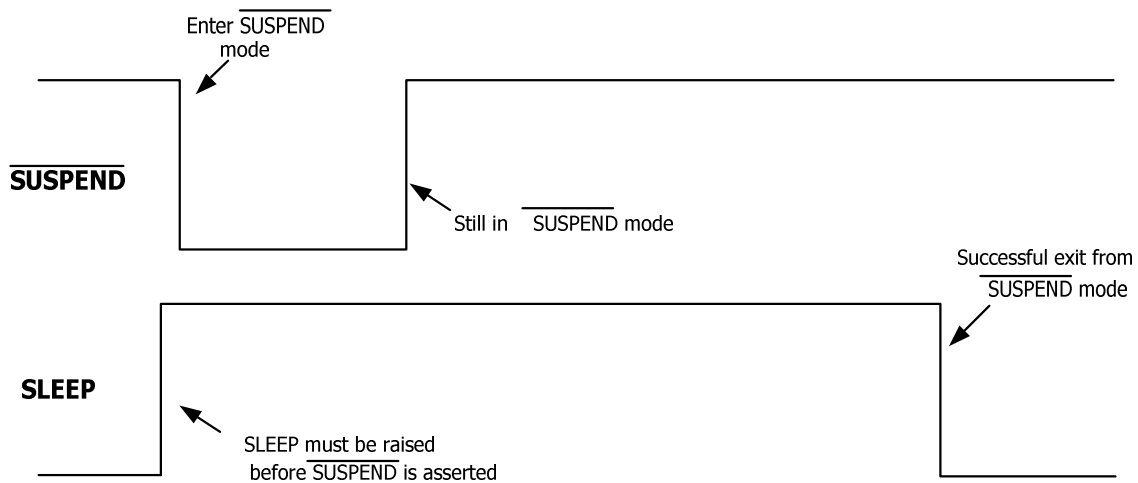 Enter SUSPEND
mode
SUSPEND
Still in SUSPEND mode
Successful exit from
SUSPEND mode
SLEEP
SLEEP must be raised
before SUSPEND is asserted